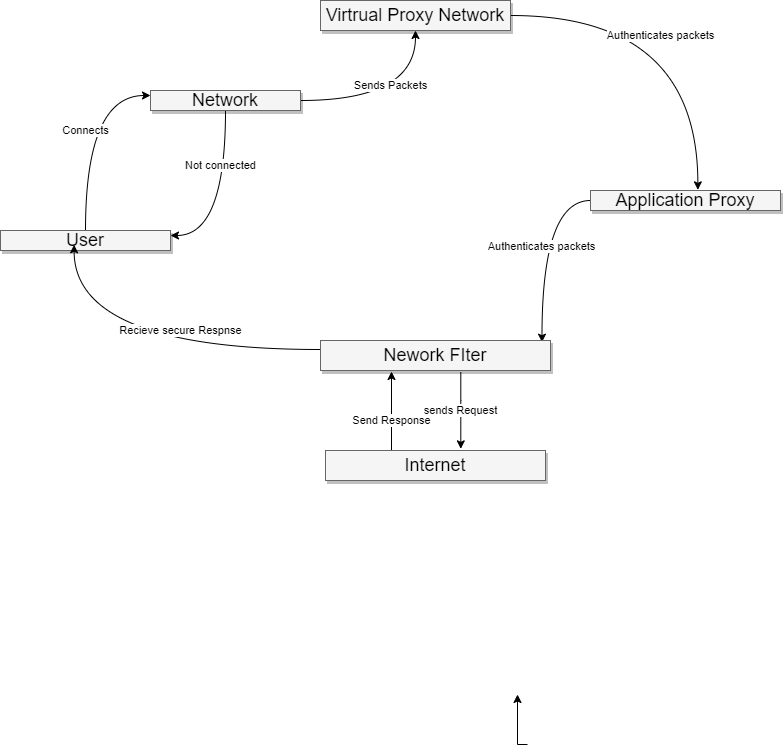 Virtrual Proxy Network
Authenticates packets
Sends Packets
Network
Connects
Not connected
Application Proxy
User
Authenticates packets
Recieve secure Respnse
Nework FIter
sends Request
Send Response
Internet